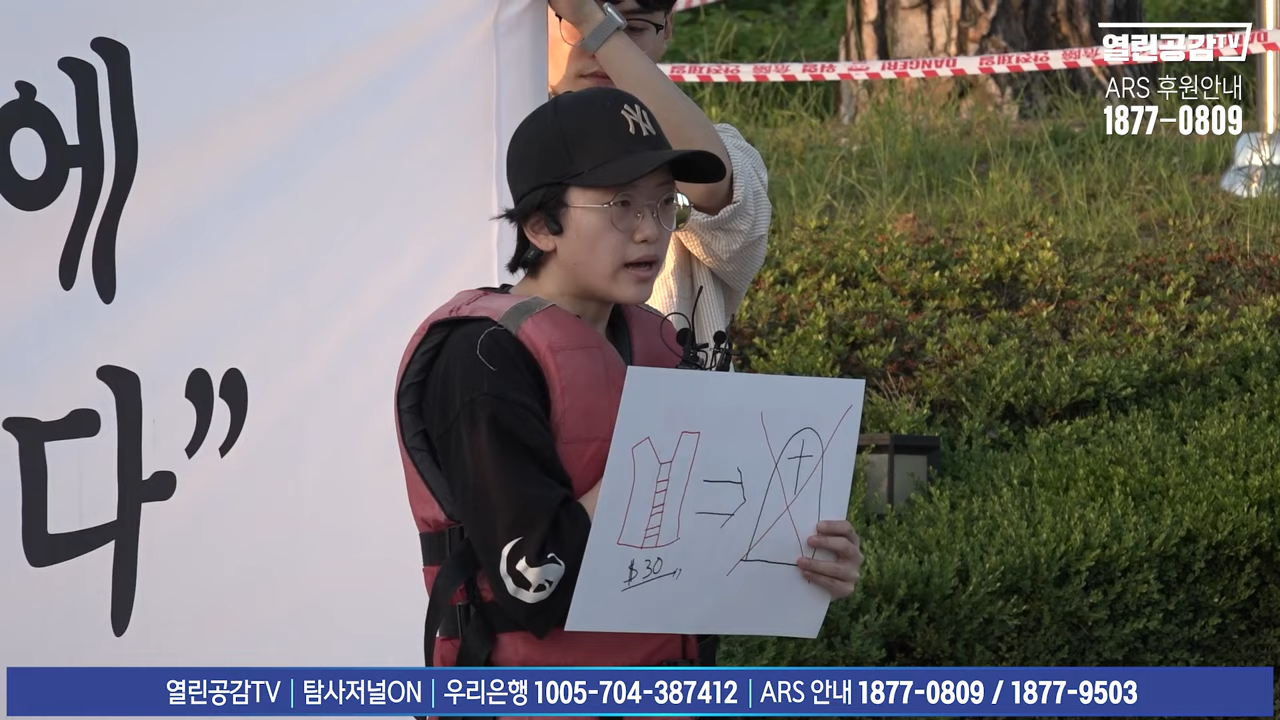 열린공감TV
ARS 후원안내
1877-0809
에
다”
NY
$30
열린공감TV | 탐사저널ON | 우리은행 1005-704-387412 | ARS 안내 1877-0809 / 1877-9503